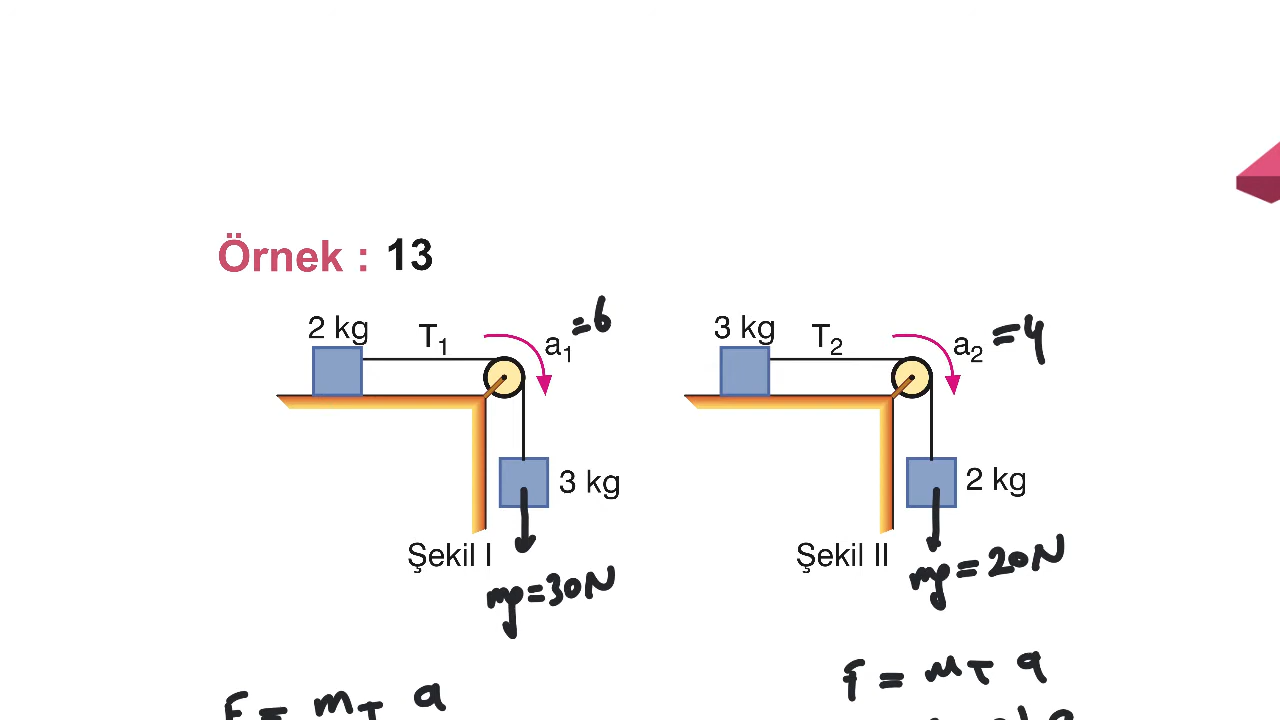 Örnek : 13
2 kg T1 a1 =6
3 kg T2 a2 =4
3 kg
2 kg
Şekil I
Şekil II
mg=30N
mg=20N
F = mT a
F = mT a